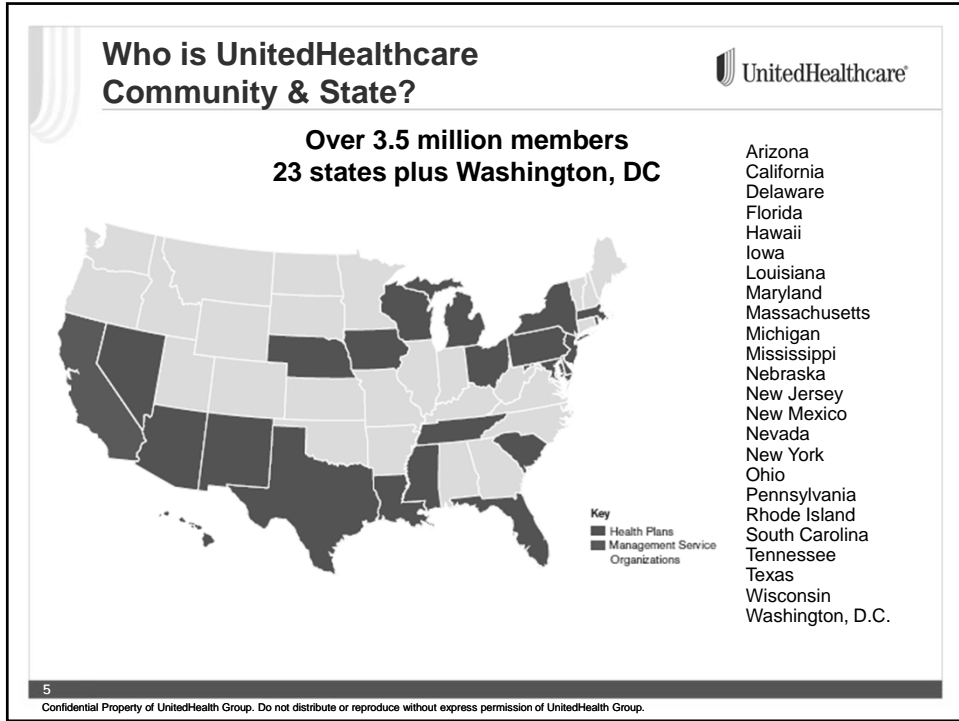 Who is UnitedHealthcare
Community & State?
UnitedHealthcare®
Over 3.5 million members
23 states plus Washington, DC
Arizona
California
Delaware
Florida
Hawaii
Iowa
Louisiana
Maryland
Massachusetts
Michigan
Mississippi
Nebraska
New Jersey
New Mexico
Nevada
New York
Ohio
Pennsylvania
Rhode Island
South Carolina
Tennessee
Texas
Wisconsin
Washington, D.C.
Key
Health Plans
Management Service
Organizations
5
Confidential Property of UnitedHealth Group. Do not distribute or reproduce without express permission of UnitedHealth Group.